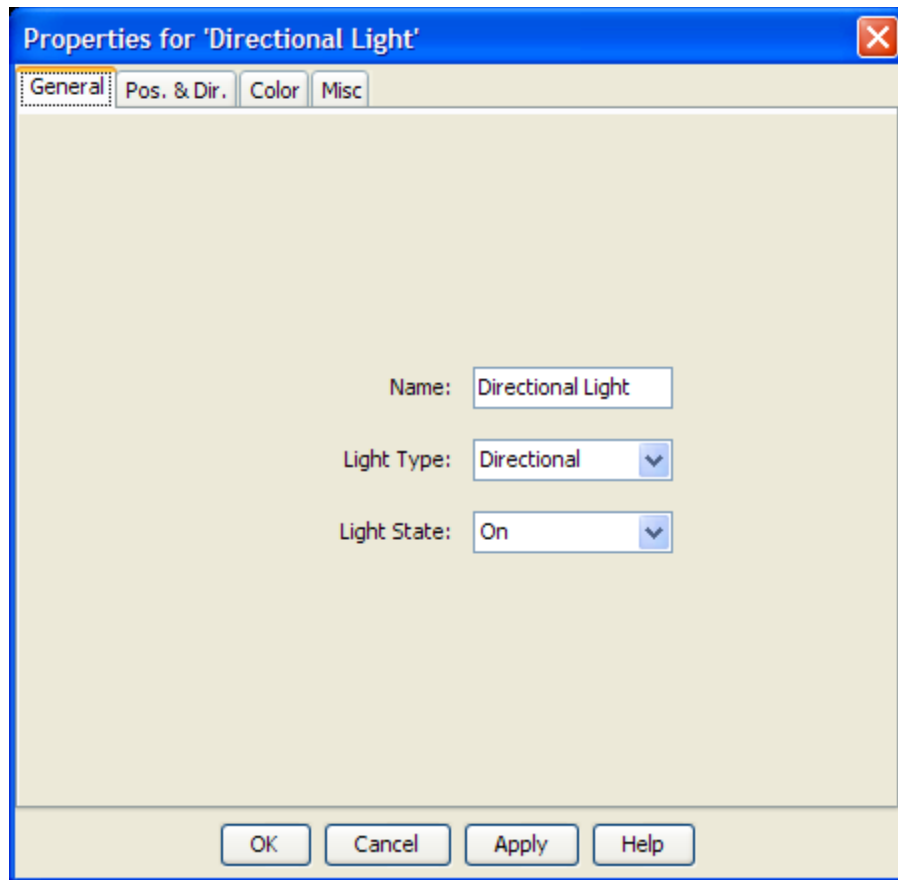 Properties for 'Directional Light'
General Pos. & Dir. Color Misc
Name: Directional Light
Light Type: Directional
Light State: On
OK Cancel Apply Help